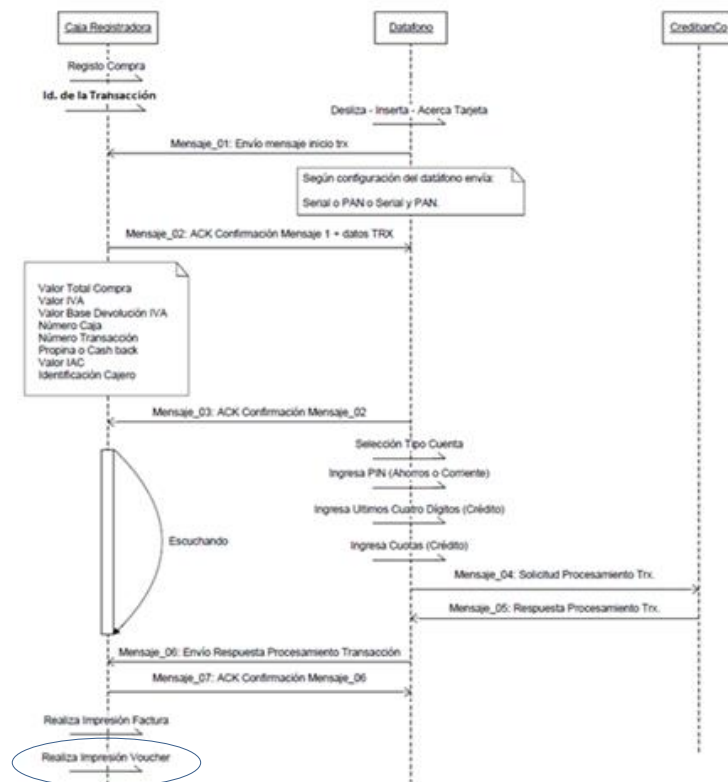 Caja Registradora
Datafono
CredibanCo
Registo Compra
Id. de la Transacción
Desliza - Inserta - Acerca Tarjeta
Mensaje_01: Envío mensaje inicio trx
Según configuración del datáfono envía:
Serial o PAN o Serial y PAN.
Mensaje_02: ACK Confirmación Mensaje 1 + datos TRX
Valor Total Compra
Valor IVA
Valor Base Devolución IVA
Número Caja
Número Transacción
Propina o Cash back
Valor IAC
Identificación Cajero
Mensaje_03: ACK Confirmación Mensaje_02
Selección Tipo Cuenta
Ingresa PIN (Ahorros o Corriente)
Ingresa Ultimos Cuatro Dígitos (Crédito)
Escuchando
Ingresa Cuotas (Crédito)
Mensaje_04: Solicitud Procesamiento Trx.
Mensaje_05: Respuesta Procesamiento Trx.
Mensaje_06: Envío Respuesta Procesamiento Transacción
Mensaje_07: ACK Confirmación Mensaje_06
Realiza Impresión Factura
Realiza Impresión Voucher